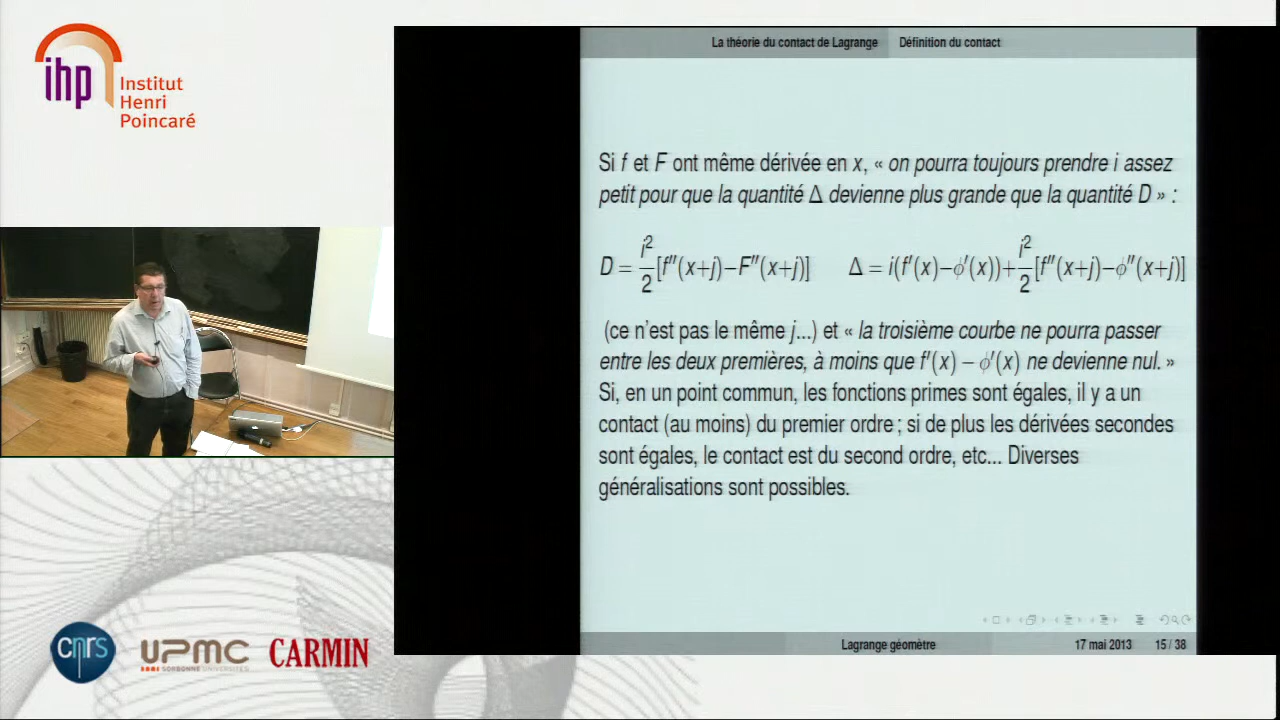 ihp
Institut
Henri
Poincaré
La théorie du contact de Lagrange Définition du contact
Si f et F ont même dérivée en x, « on pourra toujours prendre i assez
petit pour que la quantité Δ devienne plus grande que la quantité D » :
D = i²/2 [f″(x+j)−F″(x+j)] Δ = i(f′(x)−ϕ′(x))+ i²/2 [f″(x+j)−ϕ″(x+j)]
(ce n'est pas le même j...) et « la troisième courbe ne pourra passer
entre les deux premières, à moins que f′(x) − ϕ′(x) ne devienne nul. »
Si, en un point commun, les fonctions primes sont égales, il y a un
contact (au moins) du premier ordre ; si de plus les dérivées secondes
sont égales, le contact est du second ordre, etc... Diverses
généralisations sont possibles.
Lagrange géomètre 17 mai 2013 15 / 38
cnrs
UPMC
SORBONNE UNIVERSITÉS
CARMIN